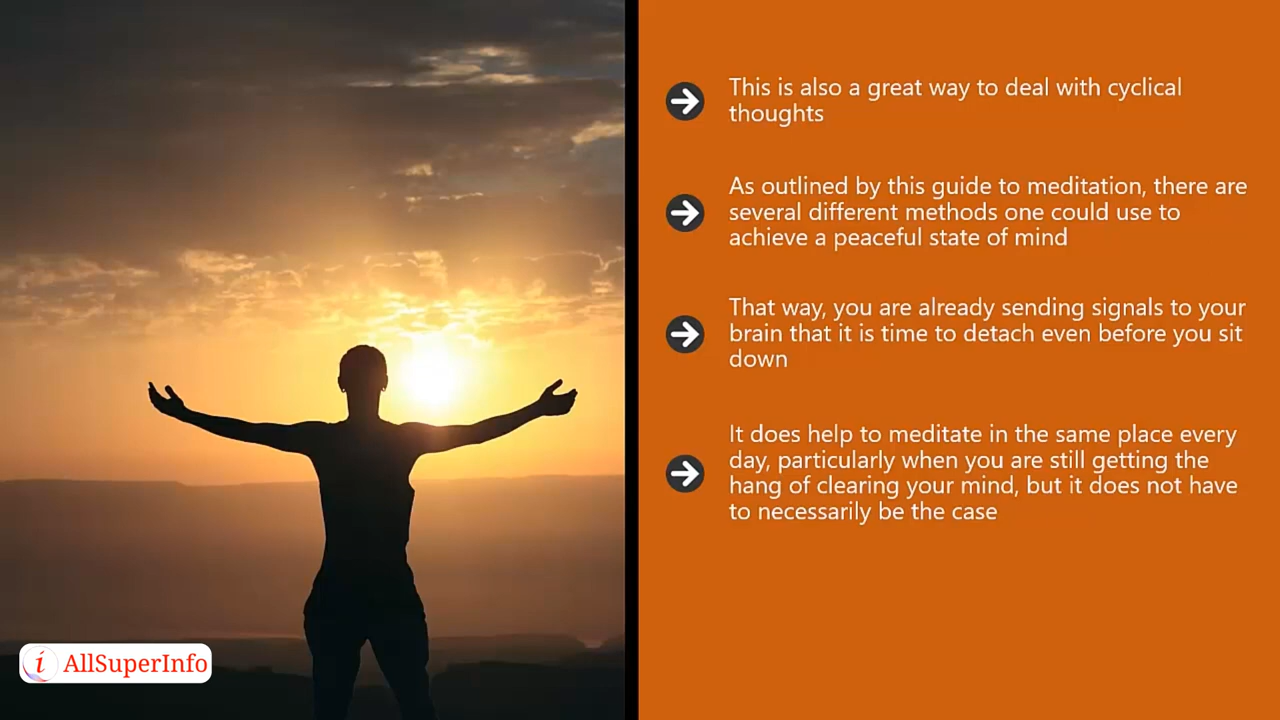 This is also a great way to deal with cyclical
thoughts
As outlined by this guide to meditation, there are
several different methods one could use to
achieve a peaceful state of mind
That way, you are already sending signals to your
brain that it is time to detach even before you sit
down
It does help to meditate in the same place every
day, particularly when you are still getting the
hang of clearing your mind, but it does not have
to necessarily be the case
i AllSuperInfo